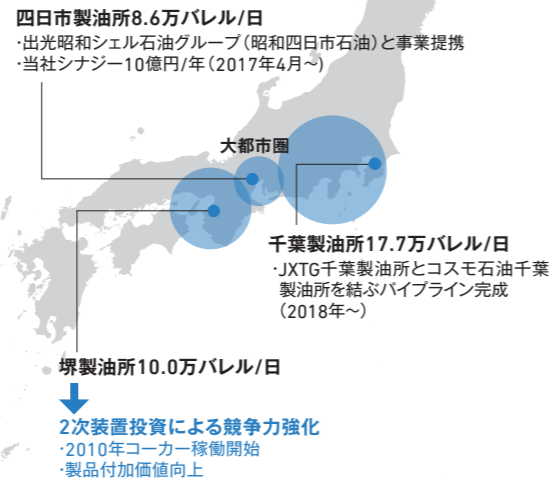 四日市製油所8.6万バレル/日
・出光昭和シェル石油グループ（昭和四日市石油）と事業提携
・当社シナジー10億円/年（2017年4月～）
大都市圏
千葉製油所17.7万バレル/日
・JXTG千葉製油所とコスモ石油千葉
製油所を結ぶパイプライン完成
（2018年～）
堺製油所10.0万バレル/日
2次装置投資による競争力強化
・2010年コーカー稼働開始
・製品付加価値向上